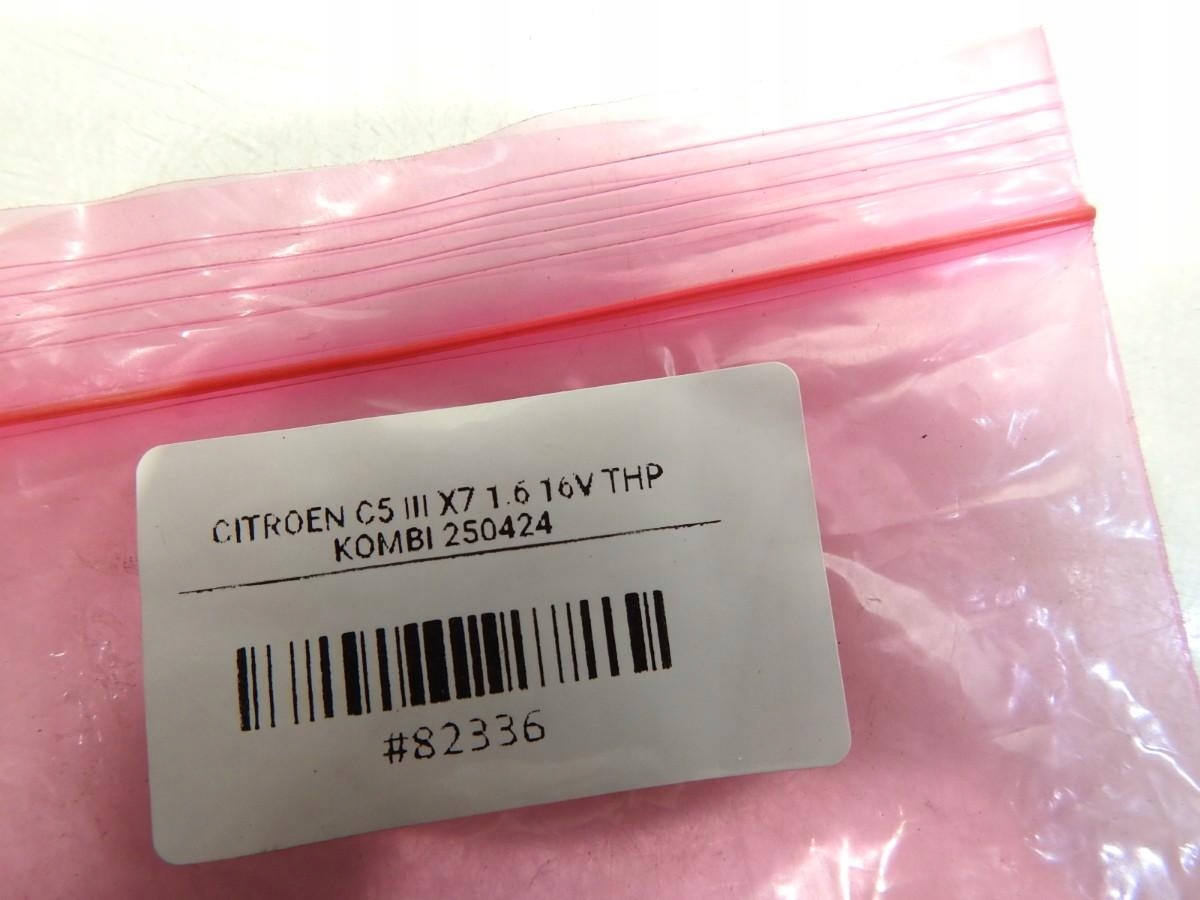 CITROEN C5 III X7 1.6 16V THP
KOMBI 250424
#82336